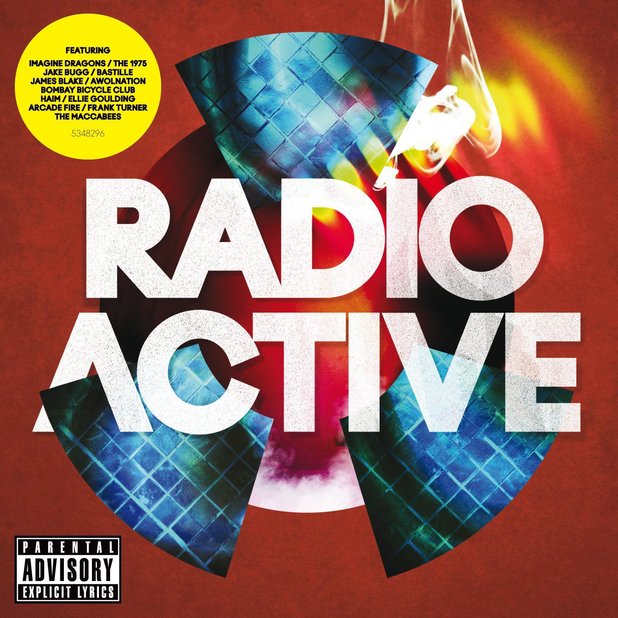 FEATURING
IMAGINE DRAGONS / THE 1975
JAKE BUGG / BASTILLE
JAMES BLAKE / AWOLNATION
BOMBAY BICYCLE CLUB
HAIM / ELLIE GOULDING
ARCADE FIRE / FRANK TURNER
THE MACCABEES
5348296
RADIO
ACTIVE
PARENTAL
ADVISORY
EXPLICIT LYRICS